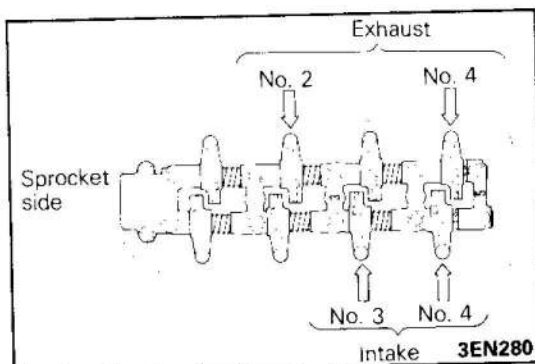 Exhaust
No. 2
No. 4
Sprocket
side
No. 3
No. 4
intake
3EN280